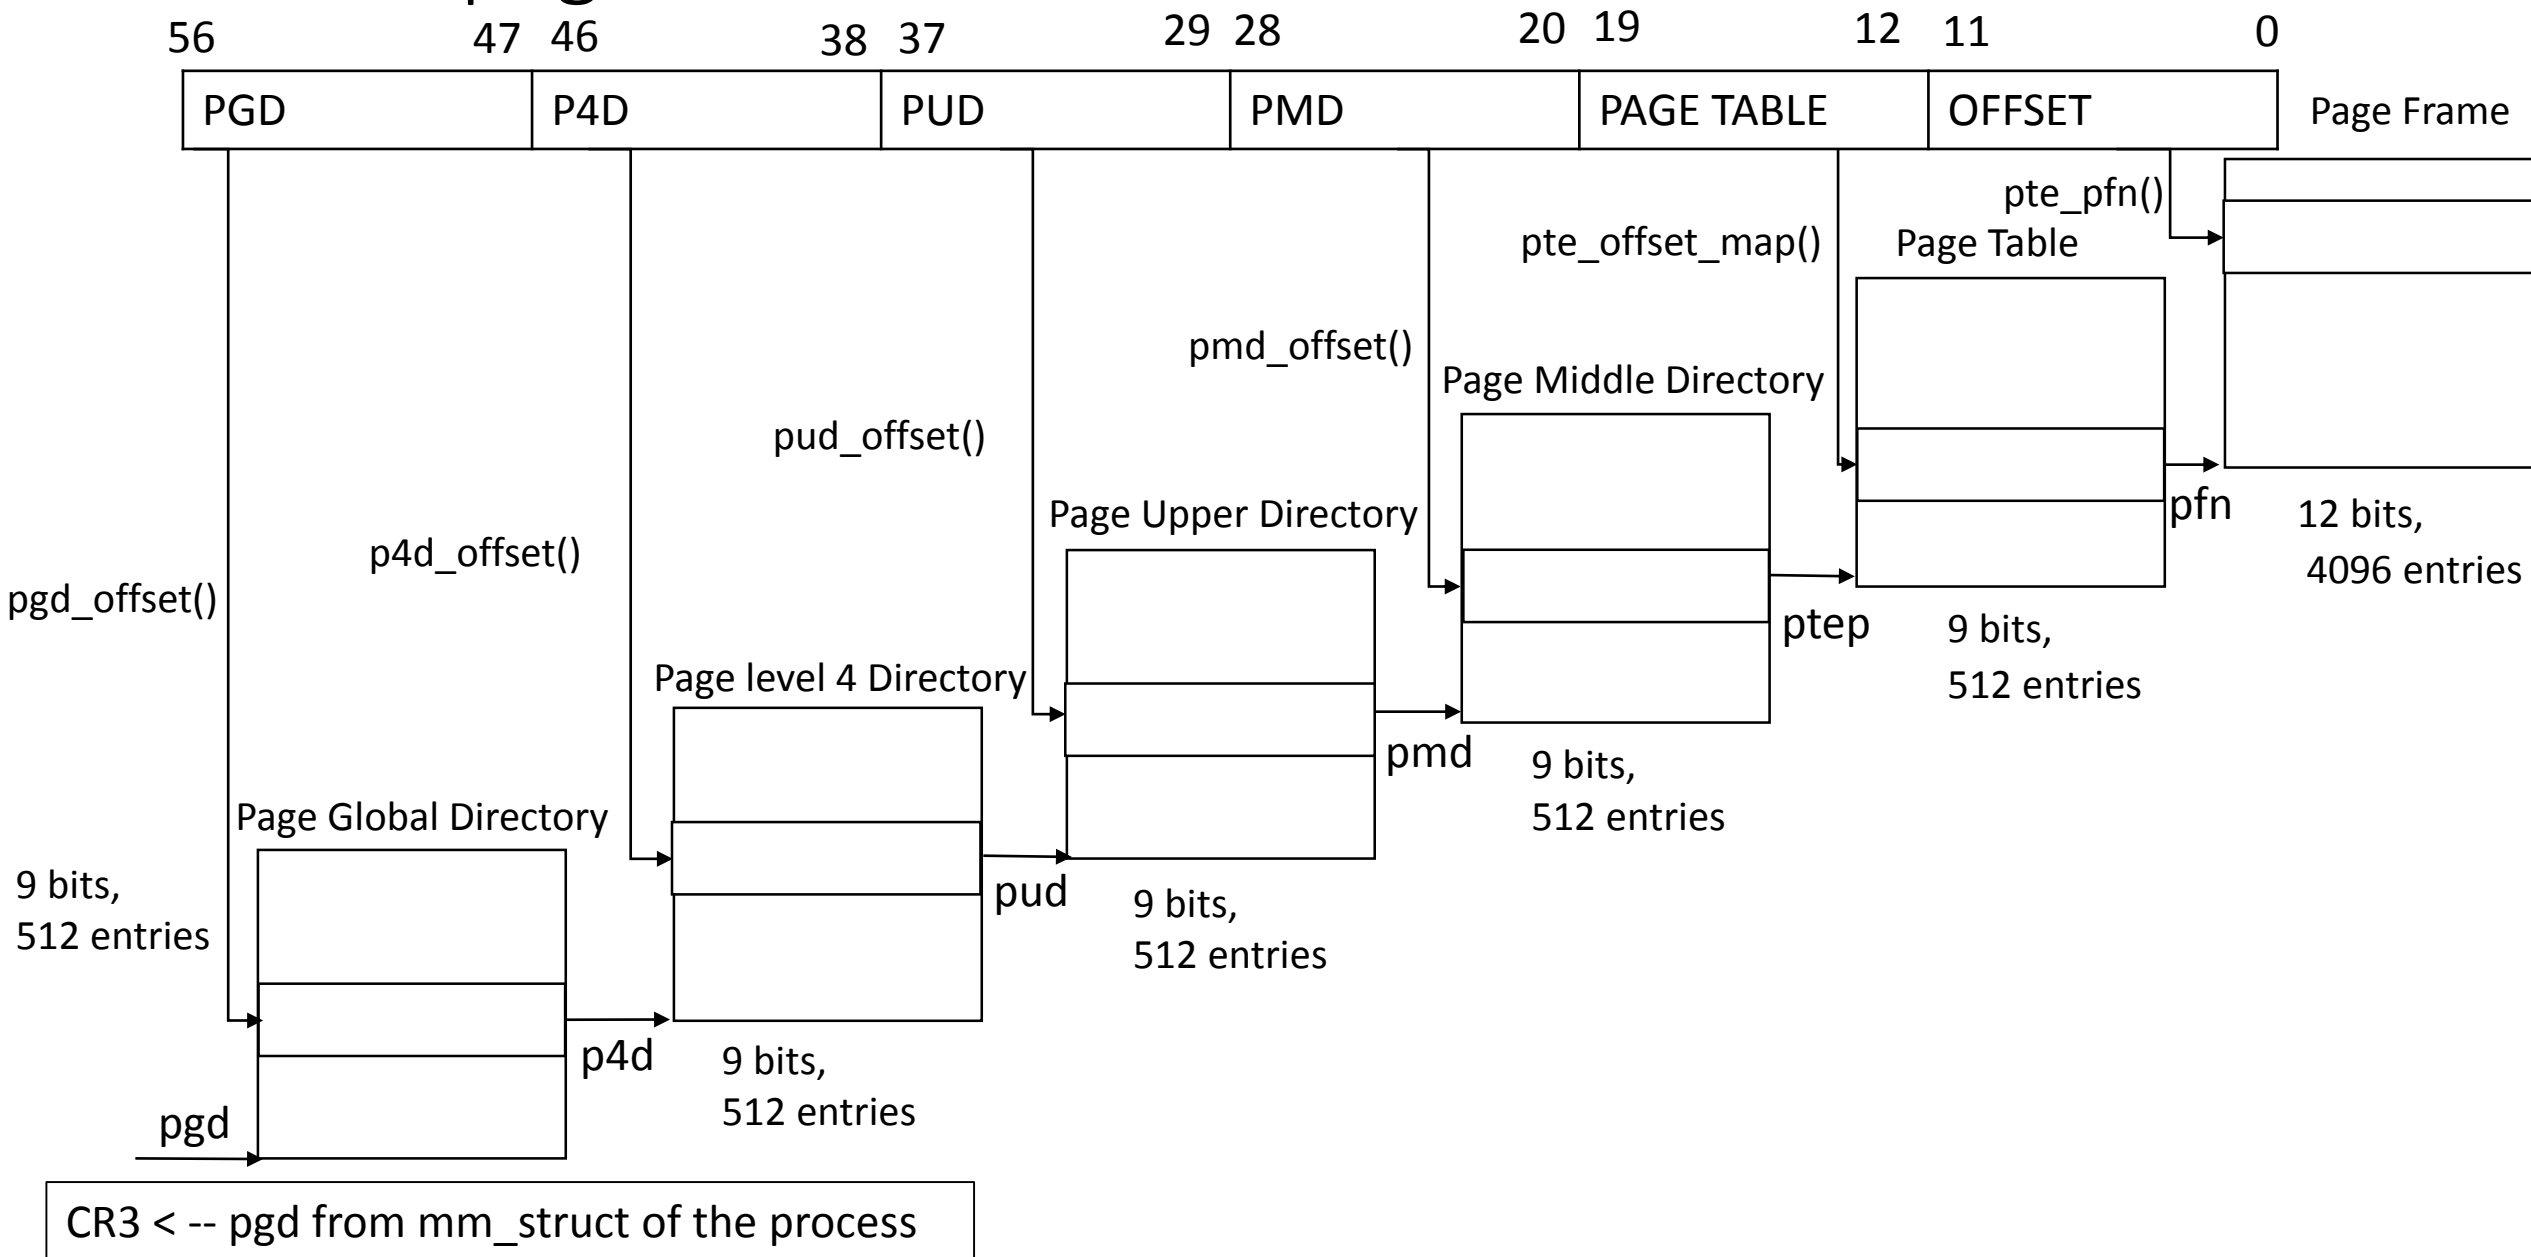 56 47 46 38 37 29 28 20 19 12 11 0
PGD P4D PUD PMD PAGE TABLE OFFSET Page Frame
pte_pfn()
pte_offset_map() Page Table
pmd_offset()
Page Middle Directory
pud_offset()
pfn 12 bits,
4096 entries
Page Upper Directory
p4d_offset()
pgd_offset()
ptep 9 bits,
512 entries
Page level 4 Directory
pmd 9 bits,
512 entries
Page Global Directory
pud 9 bits,
512 entries
9 bits,
512 entries
p4d 9 bits,
512 entries
pgd
CR3 < -- pgd from mm_struct of the process